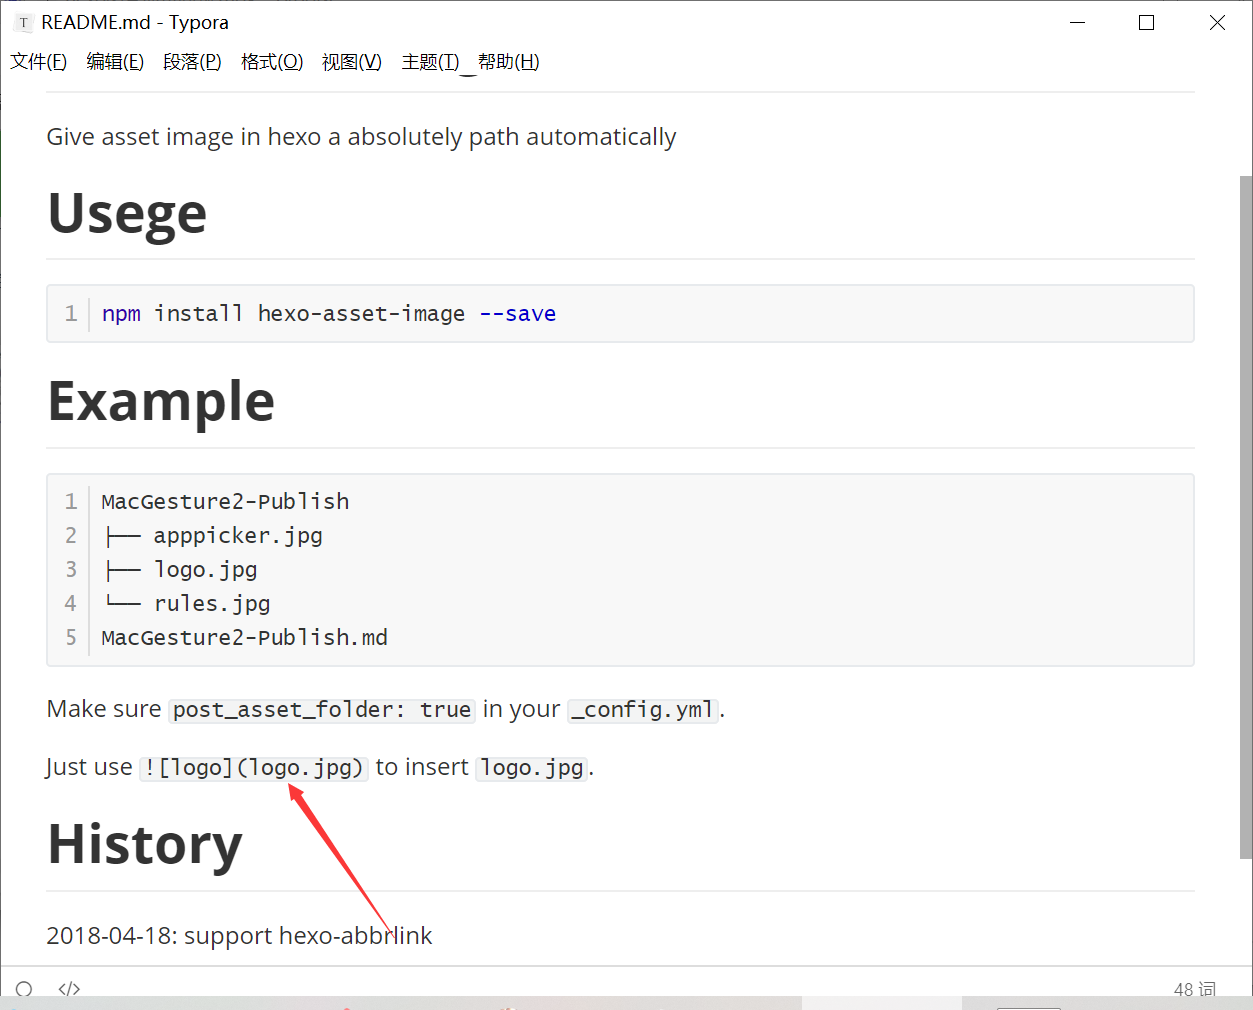 README.md - Typora
文件(F) 编辑(E) 段落(P) 格式(O) 视图(V) 主题(T) 帮助(H)
Give asset image in hexo a absolutely path automatically
Usege
1 npm install hexo-asset-image --save
Example
1 MacGesture2-Publish
2 ├── apppicker.jpg
3 ├── logo.jpg
4 └── rules.jpg
5 MacGesture2-Publish.md
Make sure post_asset_folder: true in your _config.yml.
Just use ![logo](logo.jpg) to insert logo.jpg.
History
2018-04-18: support hexo-abbrlink
</> 48 词